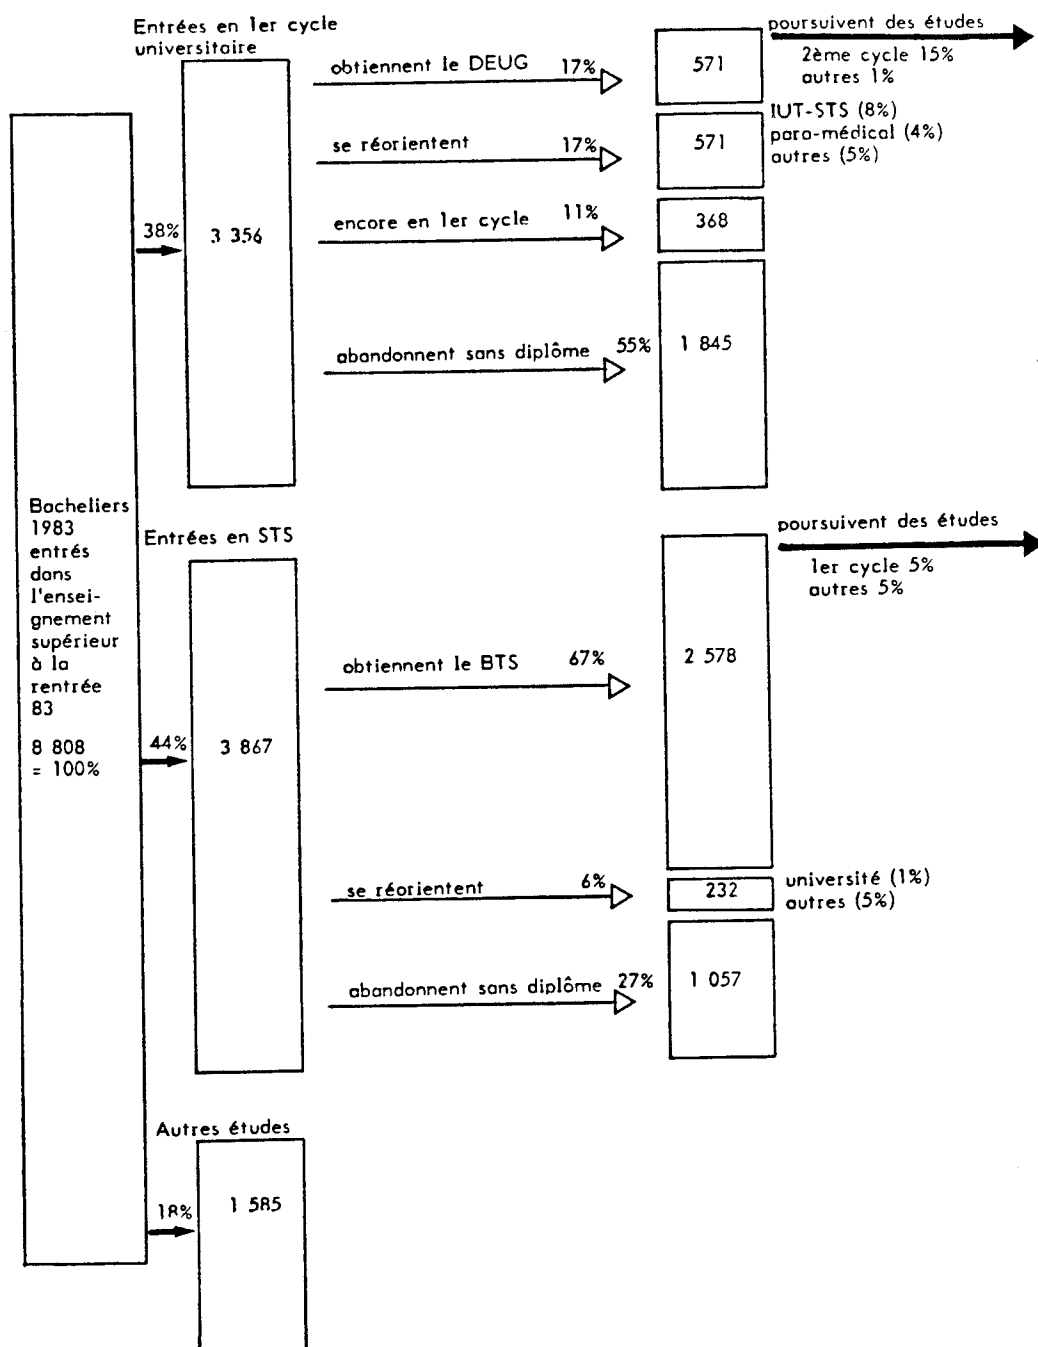 Entrées en 1er cycle
universitaire
obtiennent le DEUG 17%
571
poursuivent des études
2ème cycle 15%
autres 1%
se réorientent 17%
571
IUT-STS (8%)
para-médical (4%)
autres (5%)
38%
3 356
encore en 1er cycle 11%
368
abandonnent sans diplôme 55%
1 845
Bacheliers
1983
entrés
dans
l'ensei-
gnement
supérieur
à la
rentrée
83
8 808
= 100%
Entrées en STS
poursuivent des études
1er cycle 5%
autres 5%
obtiennent le BTS 67%
2 578
44%
3 867
se réorientent 6%
232
université (1%)
autres (5%)
abandonnent sans diplôme 27%
1 057
Autres études
18%
1 585